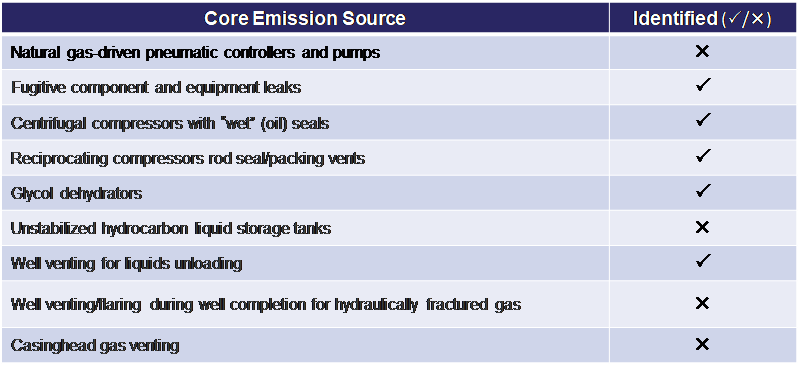 Core Emission Source Identified (✓/✕)
Natural gas-driven pneumatic controllers and pumps ✕
Fugitive component and equipment leaks ✓
Centrifugal compressors with "wet" (oil) seals ✓
Reciprocating compressors rod seal/packing vents ✓
Glycol dehydrators ✓
Unstabilized hydrocarbon liquid storage tanks ✕
Well venting for liquids unloading ✓
Well venting/flaring during well completion for hydraulically fractured gas ✕
Casinghead gas venting ✕